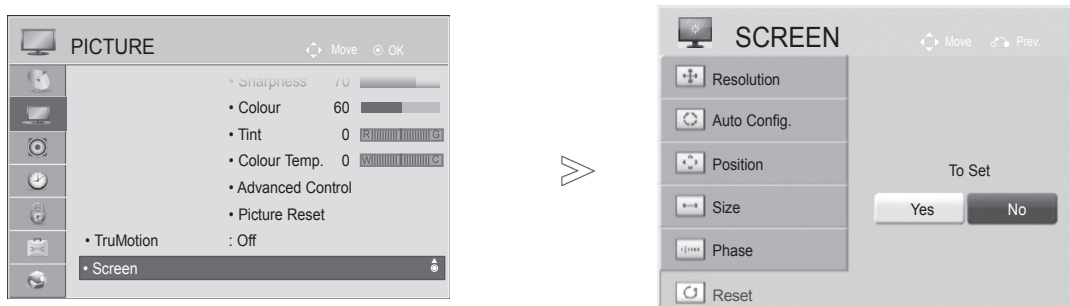 PICTURE
Move OK
• Sharpness 70
• Colour 60
• Tint 0 R G
• Colour Temp. 0 W C
• Advanced Control
• Picture Reset
• TruMotion : Off
• Screen
SCREEN
Move Prev.
Resolution
Auto Config.
Position
Size
Phase
Reset
To Set
Yes No